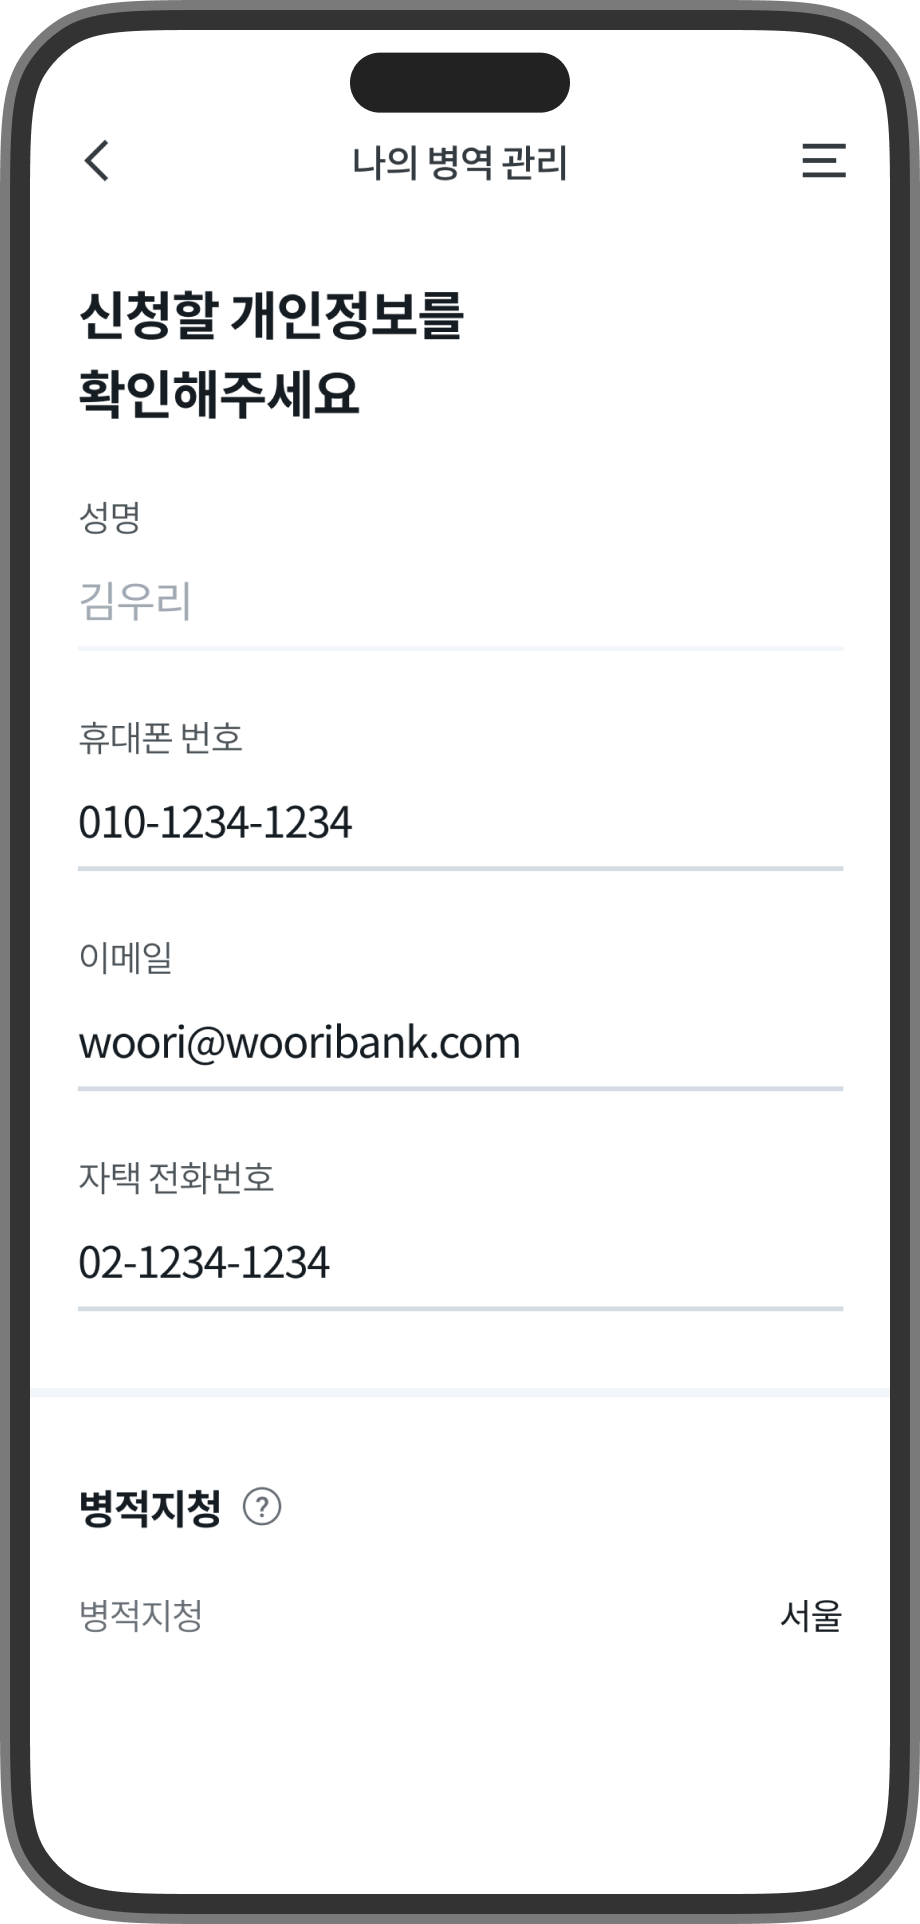 나의 병역 관리
신청할 개인정보를
확인해주세요
성명
김우리
휴대폰 번호
010-1234-1234
이메일
woori@wooribank.com
자택 전화번호
02-1234-1234
병적지청 ?
병적지청 서울